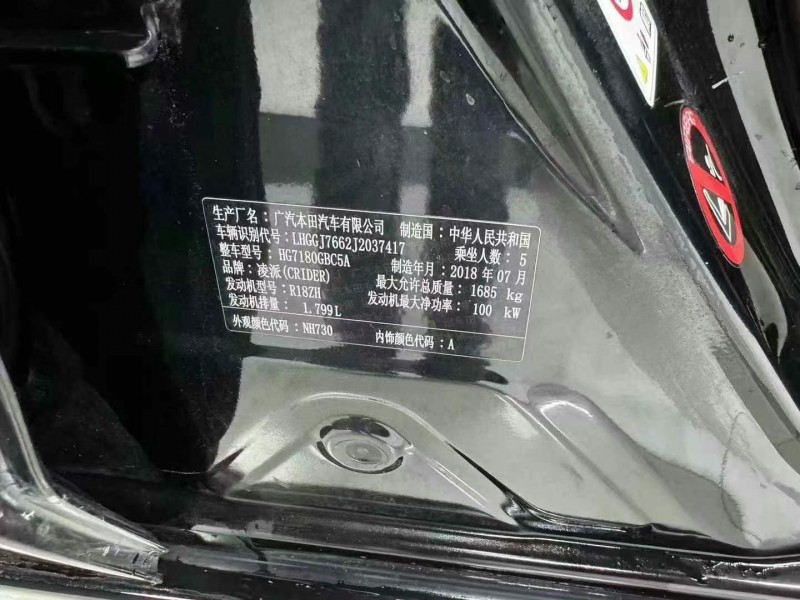 生产厂名：广汽本田汽车有限公司 制造国：中华人民共和国
车辆识别代号：LHGGJ7662J2037417 乘坐人数：5
整车型号：HG7180GBC5A 制造年月：2018 年 07 月
品牌：凌派(CRIDER) 最大允许总质量：1685 kg
发动机型号：R18ZH 发动机最大净功率：100 kW
发动机排量：1.799L
外观颜色代码：NH730 内饰颜色代码：A